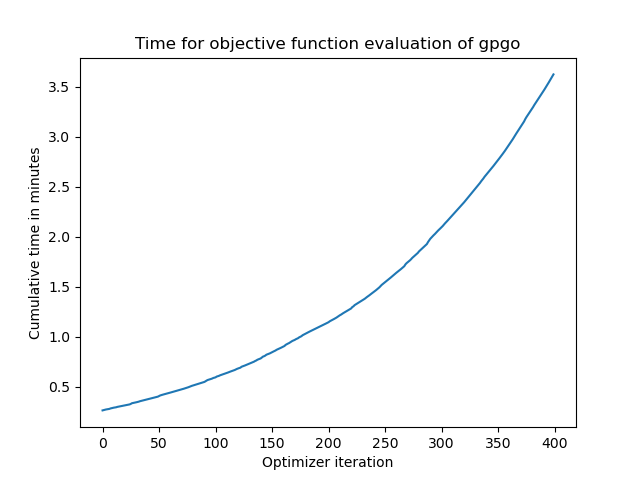 Time for objective function evaluation of gpgo
3.5
3.0
2.5
2.0
1.5
1.0
0.5
Cumulative time in minutes
0 50 100 150 200 250 300 350 400
Optimizer iteration